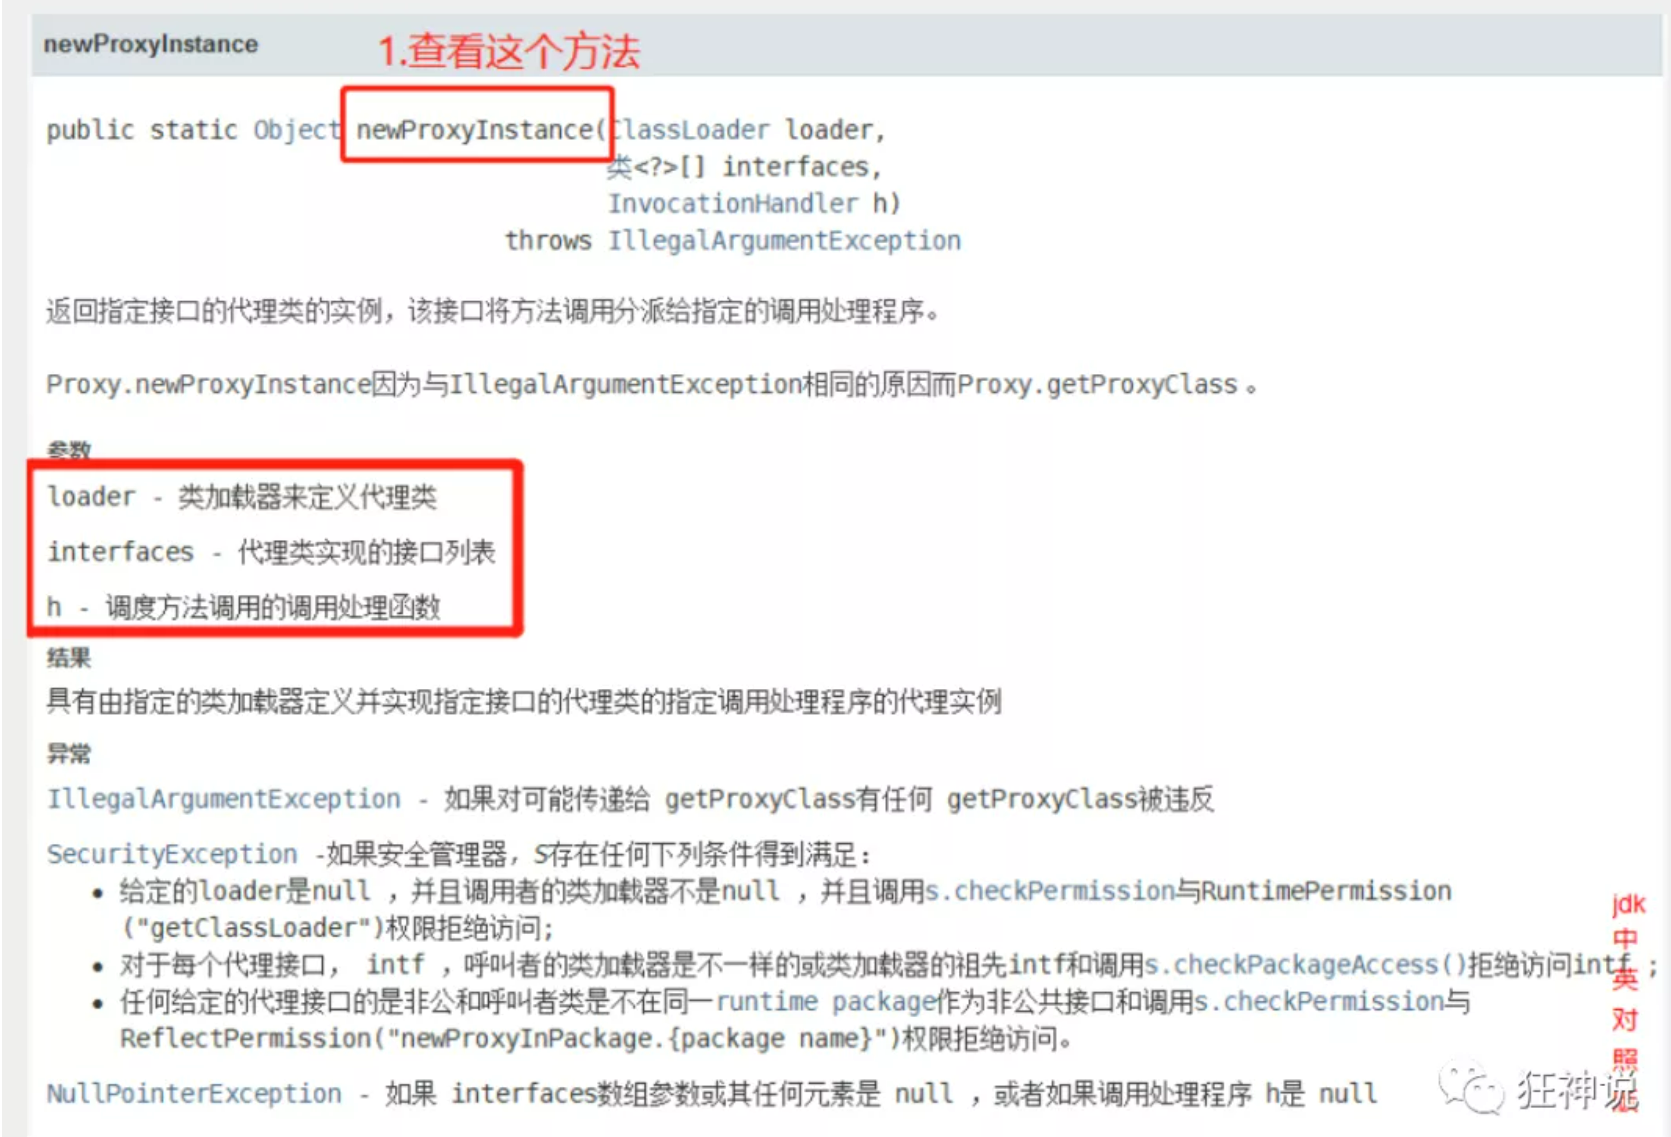 newProxyInstance
1.查看这个方法
public static Object newProxyInstance(ClassLoader loader,
类<?>[] interfaces,
InvocationHandler h)
throws IllegalArgumentException
返回指定接口的代理类的实例，该接口将方法调用分派给指定的调用处理程序。
Proxy.newProxyInstance因为与IllegalArgumentException相同的原因而Proxy.getProxyClass 。
参数
loader - 类加载器来定义代理类
interfaces - 代理类实现的接口列表
h - 调度方法调用的调用处理函数
结果
具有由指定的类加载器定义并实现指定接口的代理类的指定调用处理程序的代理实例
异常
IllegalArgumentException - 如果对可能传递给 getProxyClass有任何 getProxyClass被违反
SecurityException -如果安全管理器，S存在任何下列条件得到满足：
• 给定的loader是null ，并且调用者的类加载器不是null ，并且调用s.checkPermission与RuntimePermission
("getClassLoader")权限拒绝访问；
• 对于每个代理接口， intf ，呼叫者的类加载器是不一样的或类加载器的祖先intf和调用s.checkPackageAccess()拒绝访问intf ；
• 任何给定的代理接口的是非公和呼叫者类是不在同一runtime package作为非公共接口和调用s.checkPermission与
ReflectPermission("newProxyInPackage.{package name}")权限拒绝访问。
NullPointerException - 如果 interfaces数组参数或其任何元素是 null ，或者如果调用处理程序 h是 null
jdk
中
英
对
照
狂神说